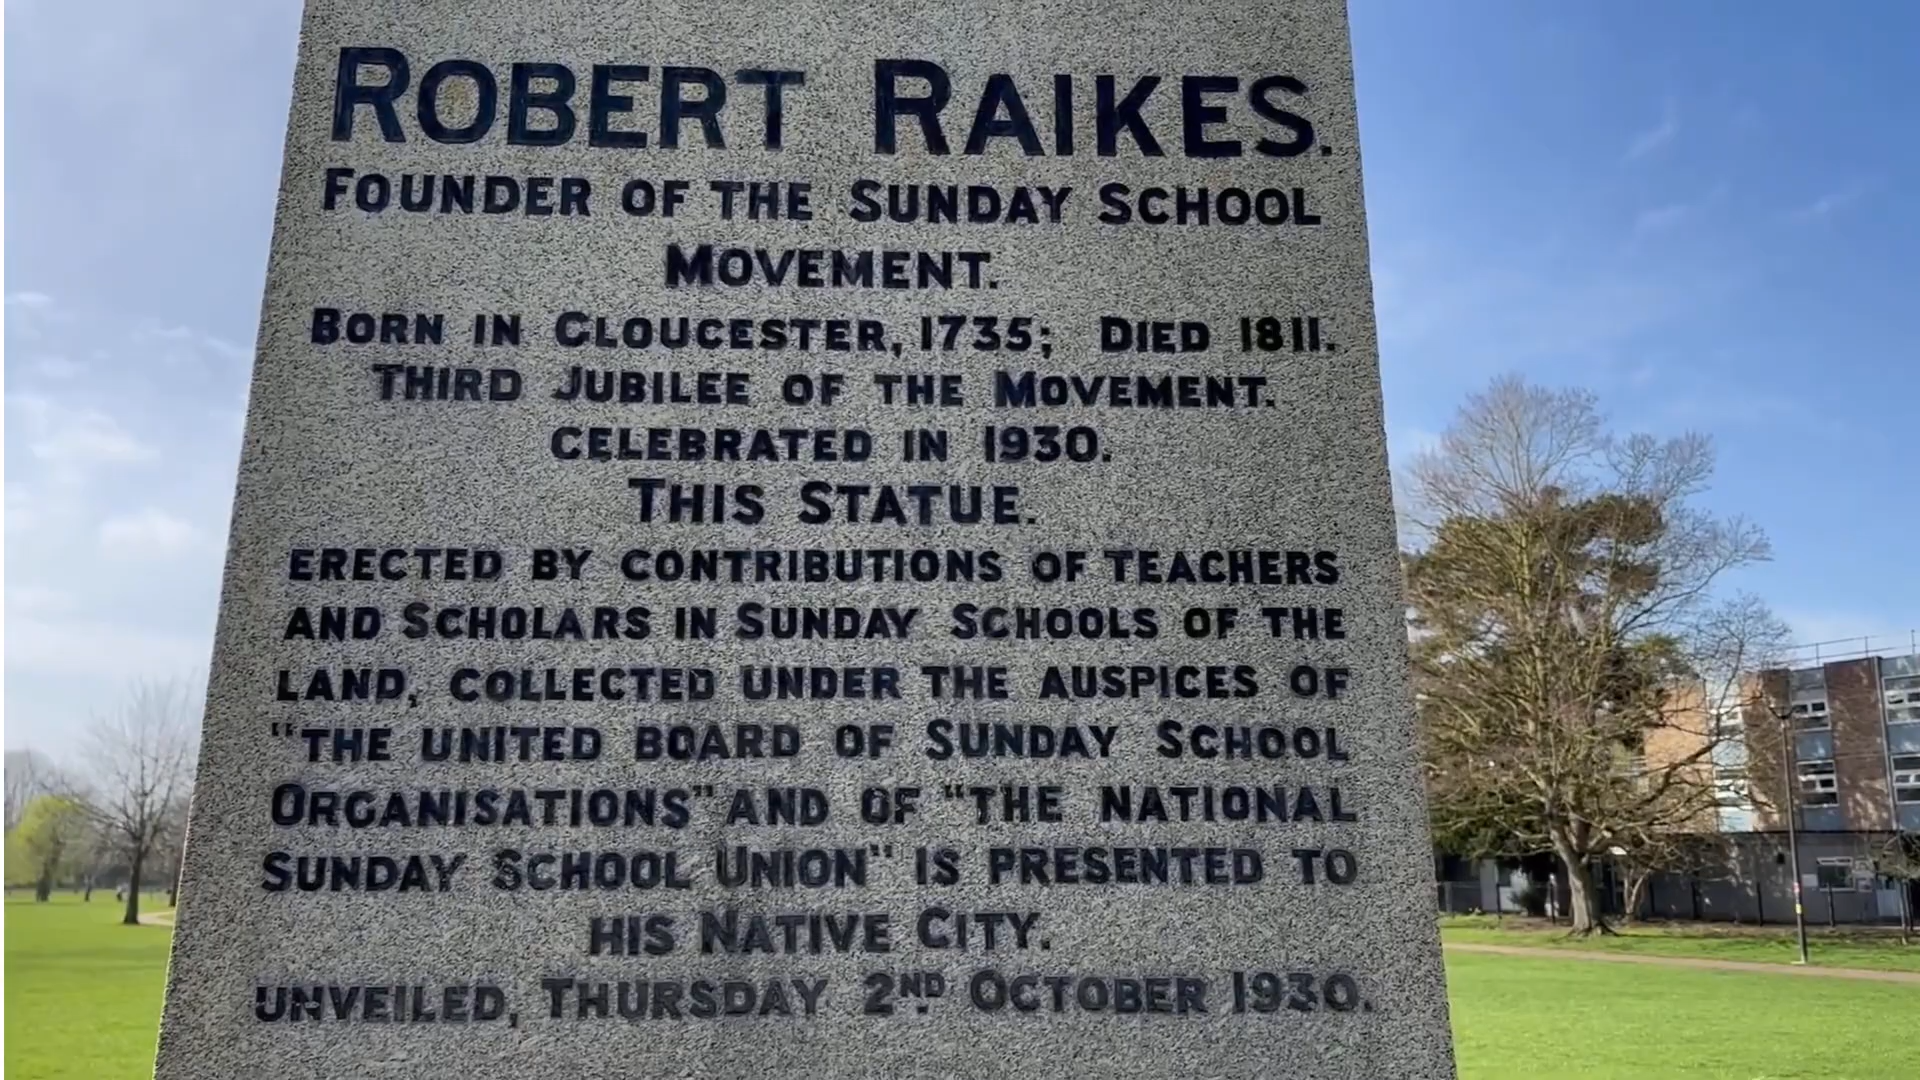 ROBERT RAIKES.
FOUNDER OF THE SUNDAY SCHOOL
MOVEMENT.
BORN IN GLOUCESTER, 1735; DIED 1811.
THIRD JUBILEE OF THE MOVEMENT.
CELEBRATED IN 1930.
THIS STATUE.
ERECTED BY CONTRIBUTIONS OF TEACHERS
AND SCHOLARS IN SUNDAY SCHOOLS OF THE
LAND, COLLECTED UNDER THE AUSPICES OF
"THE UNITED BOARD OF SUNDAY SCHOOL
ORGANISATIONS" AND OF "THE NATIONAL
SUNDAY SCHOOL UNION" IS PRESENTED TO
HIS NATIVE CITY.
UNVEILED, THURSDAY 2ND OCTOBER 1930.